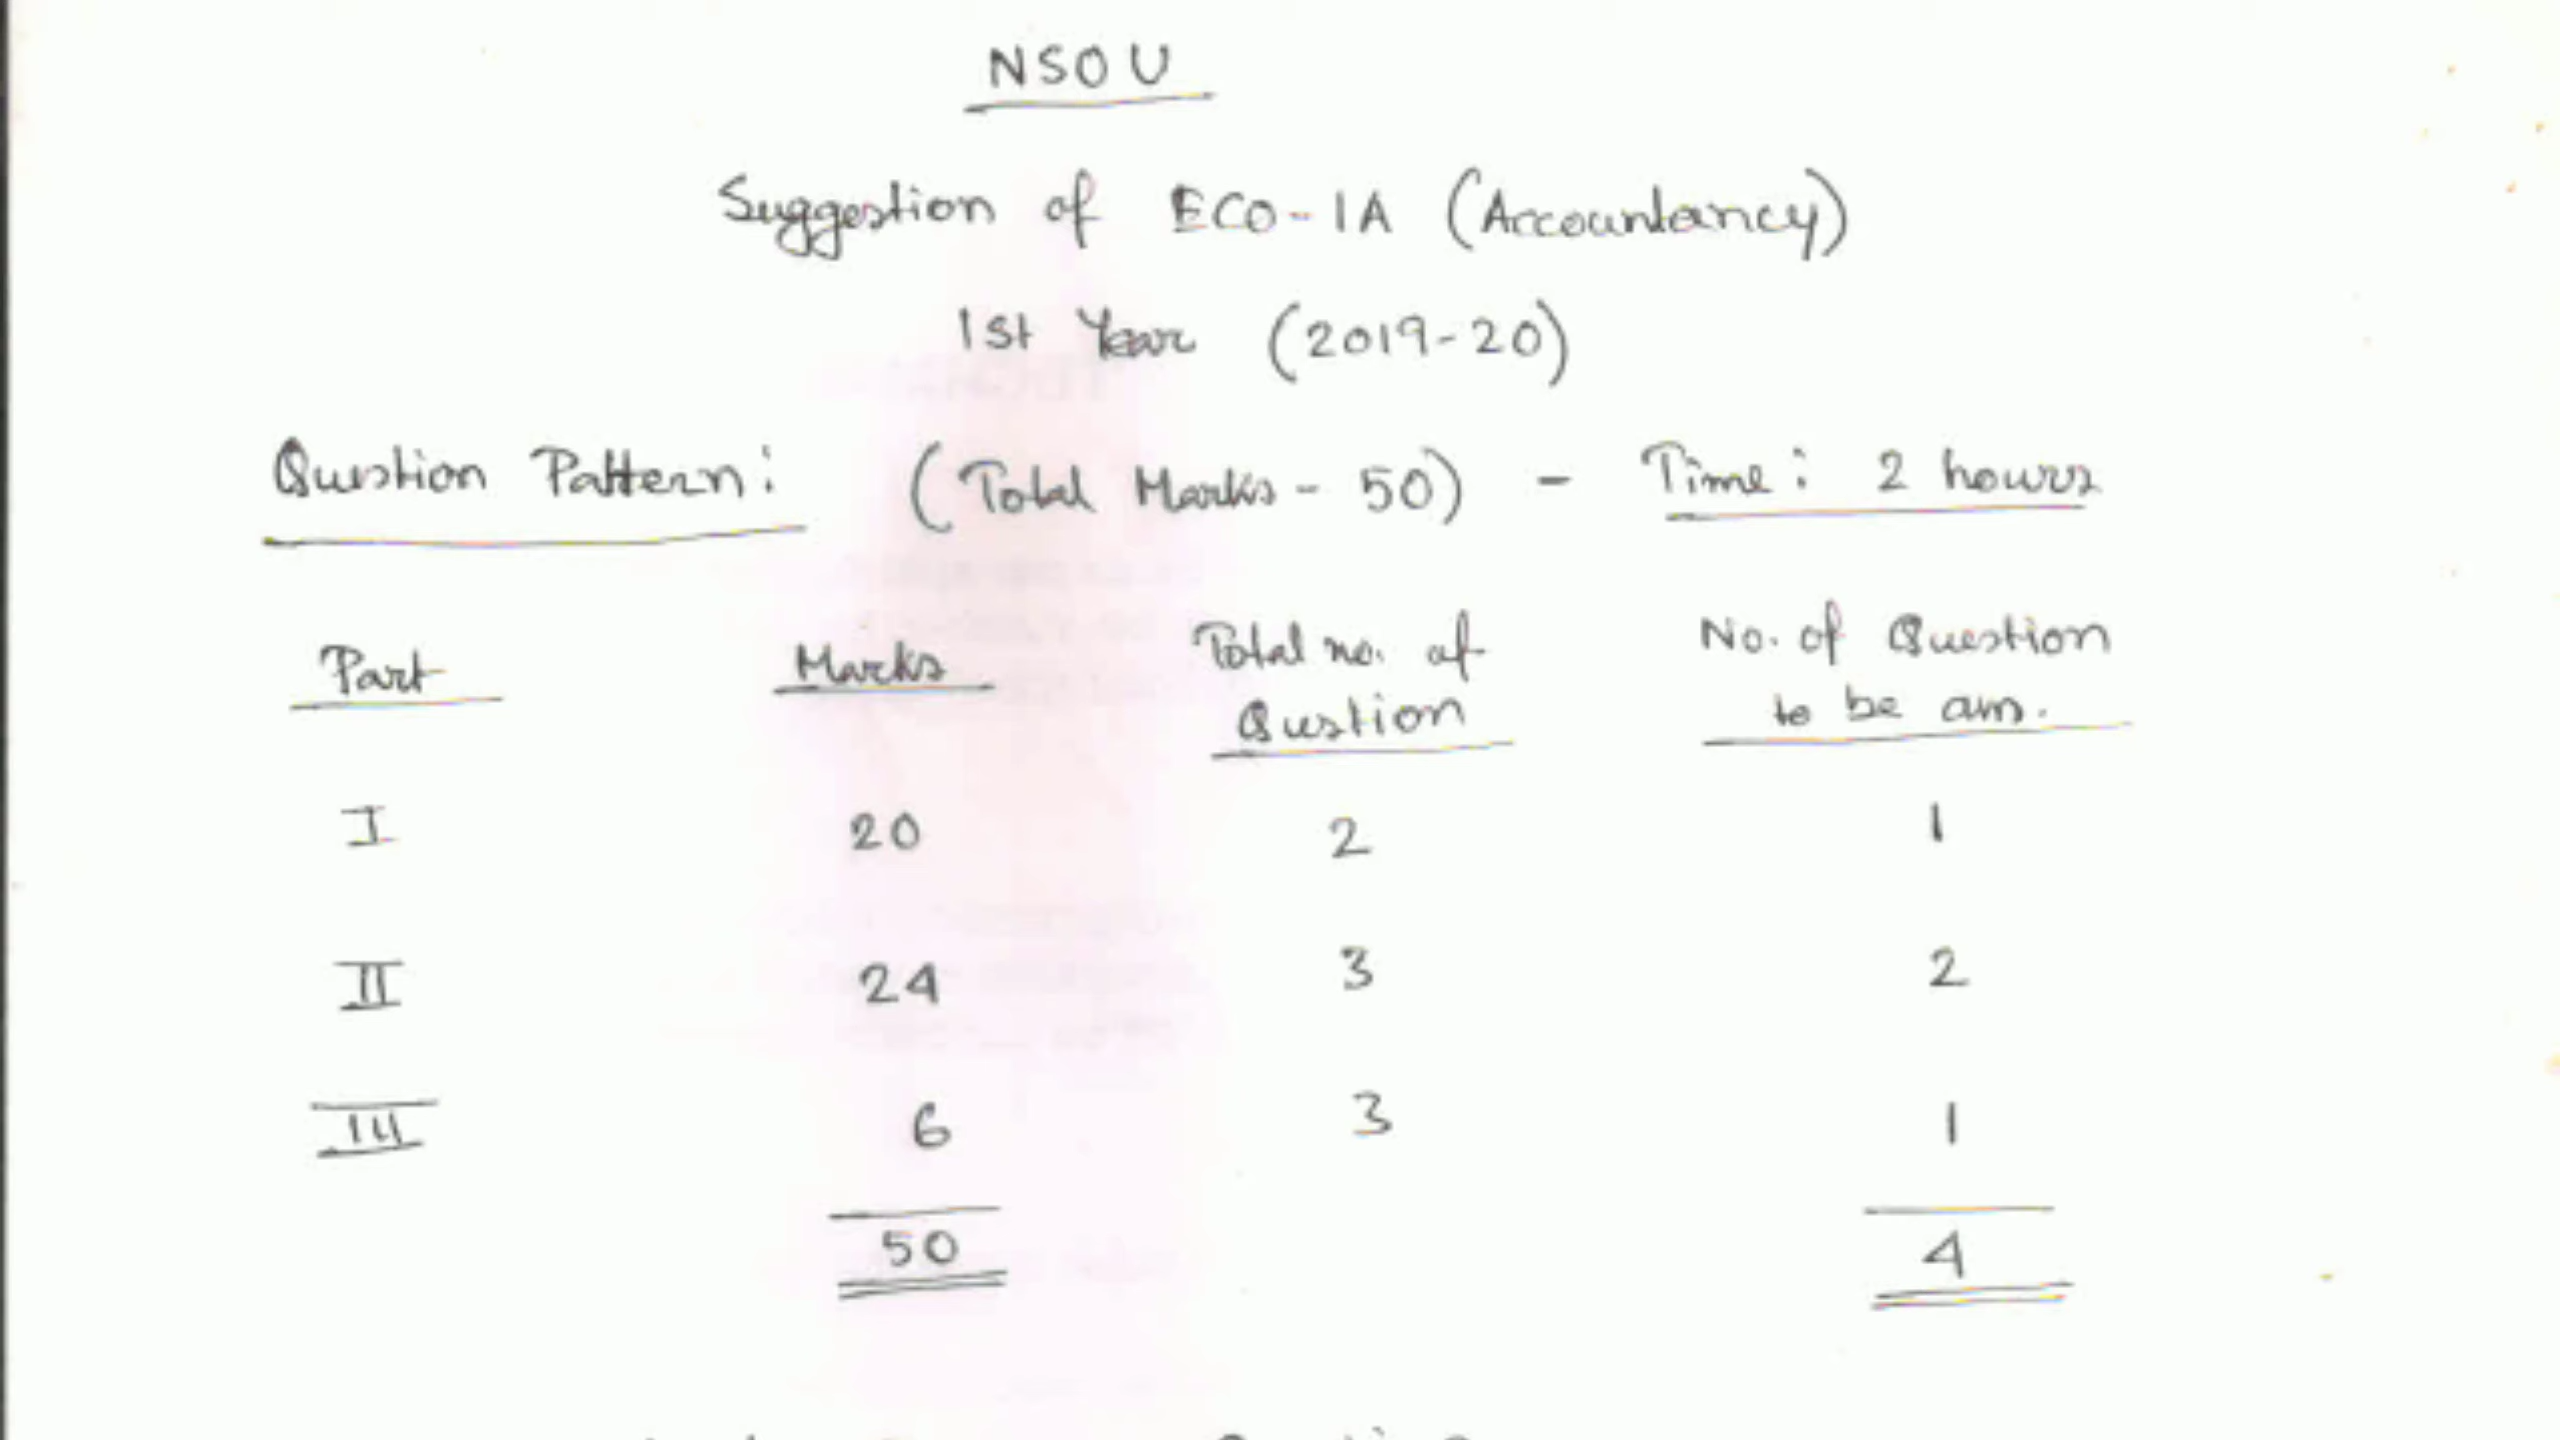 NSOU
Suggestion of ECO-1A (Accountancy)
1st Year (2019-20)
Question Pattern: (Total Marks - 50) - Time: 2 hours
Part Marks Total no. of Qustion No. of Question to be ans.
I 20 2 1
II 24 3 2
III 6 3 1
50 4